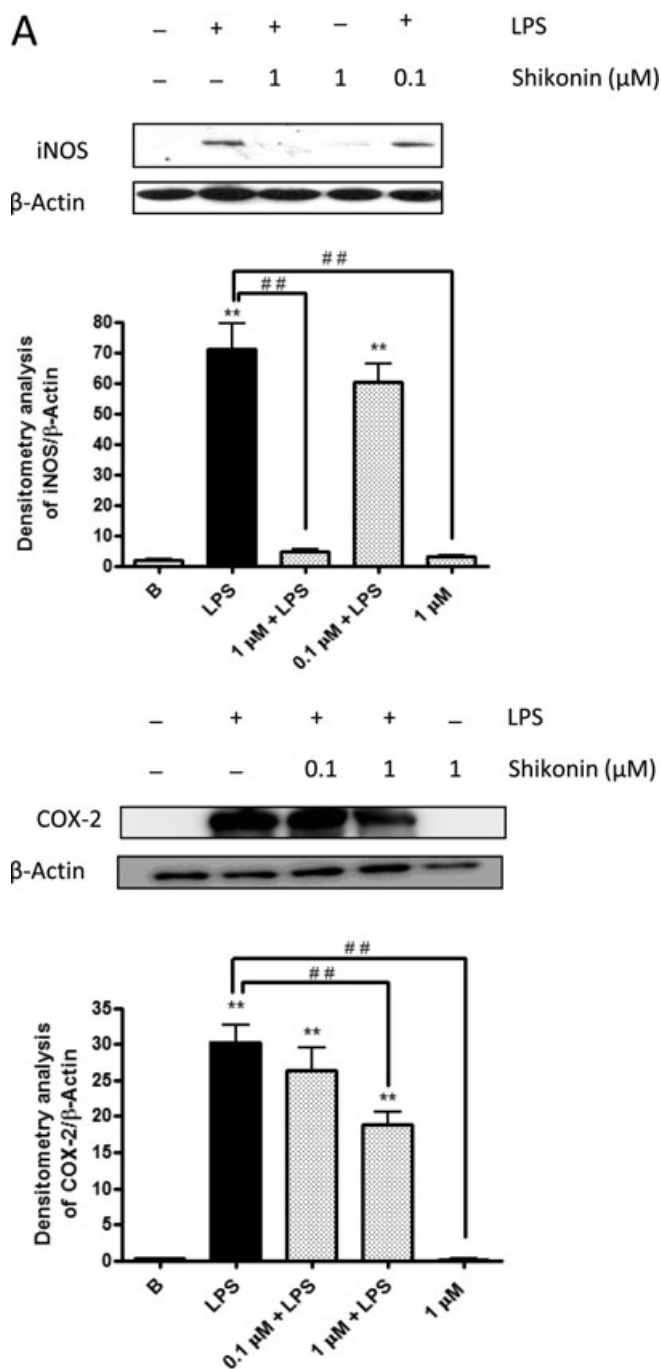 A
– + + – + LPS
– – 1 1 0.1 Shikonin (µM)
iNOS
β-Actin
# #
# #
**
**
80
70
60
50
40
30
20
10
0
Densitometry analysis
of iNOS/β-Actin
B
LPS
1 µM + LPS
0.1 µM + LPS
1 µM
– + + + – LPS
– – 0.1 1 1 Shikonin (µM)
COX-2
β-Actin
# #
# #
**
**
**
35
30
25
20
15
10
5
0
Densitometry analysis
of COX-2/β-Actin
B
LPS
0.1 µM + LPS
1 µM + LPS
1 µM